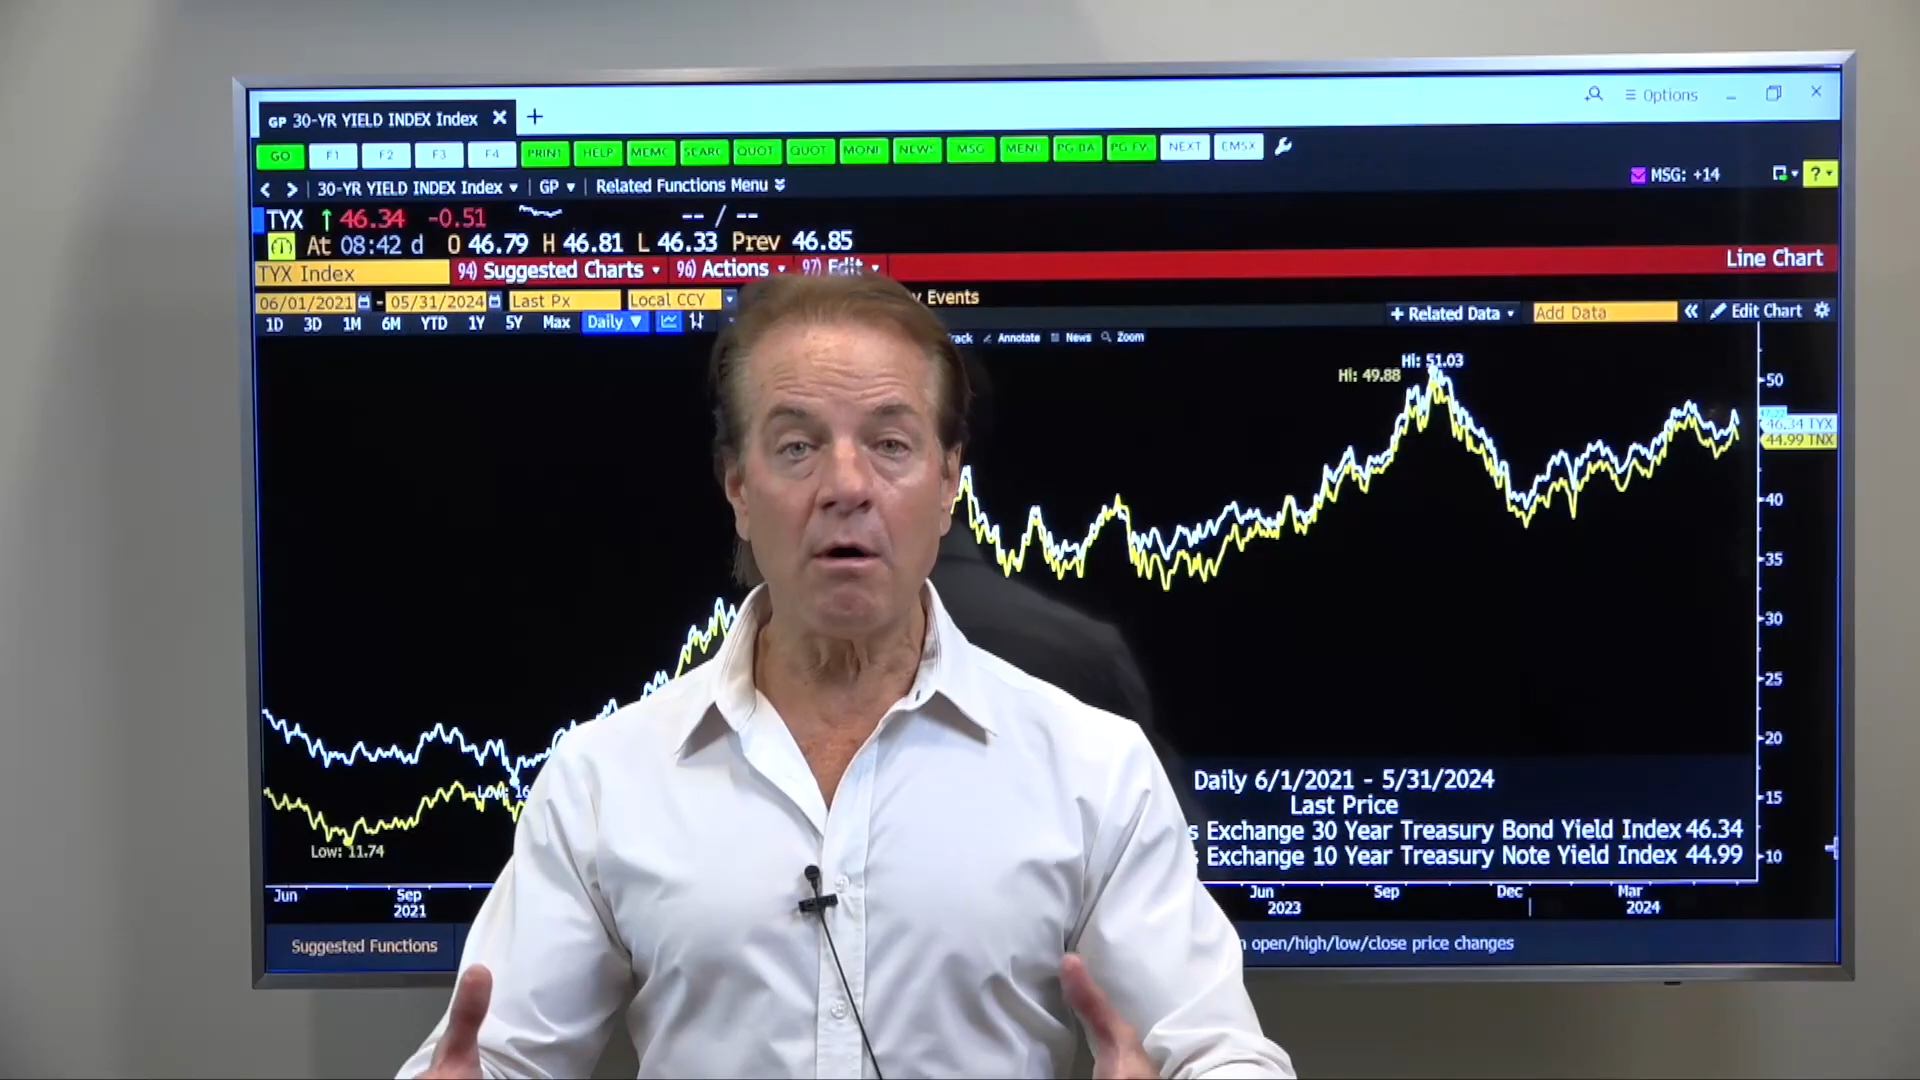 GP 30-YR YIELD INDEX Index × +
Options
GO F1 F2 F3 F4 PRINT HELP MEMO SEARC QUOT QUOT MONI NEWS MSG MENU PG BA PG FW NEXT EMSX
< > 30-YR YIELD INDEX Index GP Related Functions Menu
MSG: +14 ?
TYX ↑ 46.34 -0.51 -- / --
At 08:42 d O 46.79 H 46.81 L 46.33 Prev 46.85
TYX Index 94) Suggested Charts 96) Actions 97) Edit Line Chart
06/01/2021 - 05/31/2024 Last Px Local CCY y Events
1D 3D 1M 6M YTD 1Y 5Y Max Daily
+ Related Data Add Data « Edit Chart
rack Annotate News Zoom
Hi: 51.03
Hi: 49.88
50
46.34 TYX
44.99 TNX
40
35
30
25
20
15
10
Low: 16
Low: 11.74
Daily 6/1/2021 - 5/31/2024
Last Price
s Exchange 30 Year Treasury Bond Yield Index 46.34
s Exchange 10 Year Treasury Note Yield Index 44.99
Jun Sep Jun Sep Dec Mar
2021 2023 2024
Suggested Functions
n open/high/low/close price changes